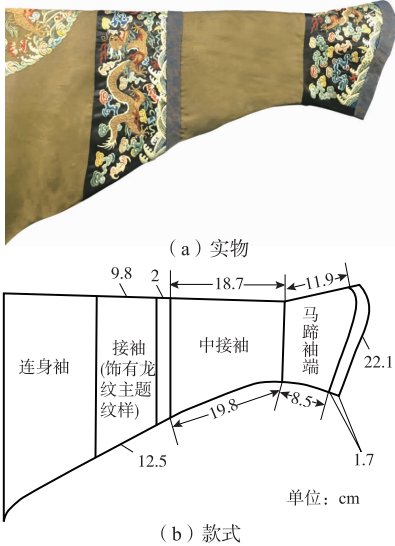 （a）实物
9.8
2
18.7
11.9
连身袖
接袖
(饰有龙
纹主题
纹样)
中接袖
马
蹄
袖
端
22.1
12.5
19.8
8.5
1.7
单位：cm
（b）款式